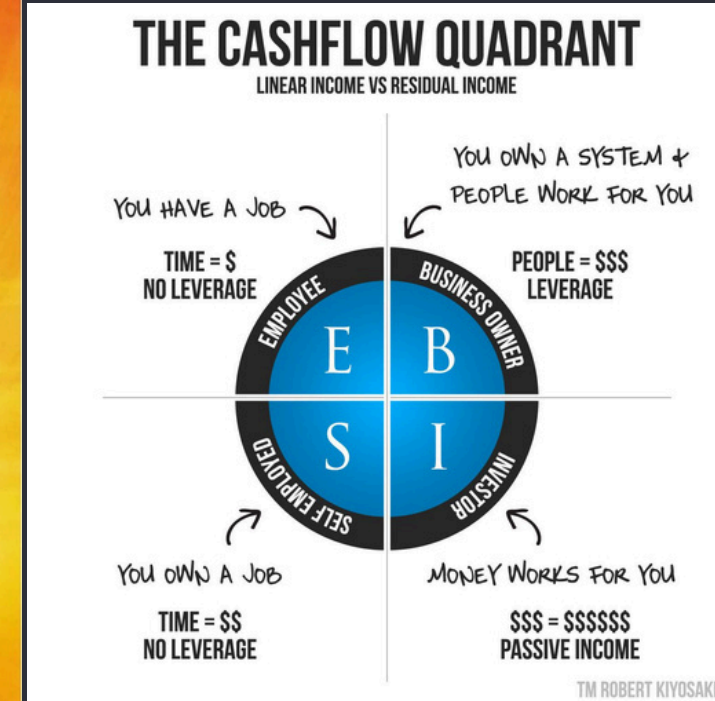 THE CASHFLOW QUADRANT
LINEAR INCOME VS RESIDUAL INCOME
YOU HAVE A JOB
TIME = $
NO LEVERAGE
YOU OWN A SYSTEM &
PEOPLE WORK FOR YOU
PEOPLE = $$$
LEVERAGE
EMPLOYEE
BUSINESS OWNER
E
B
S
I
SELF EMPLOYED
INVESTOR
YOU OWN A JOB
TIME = $$
NO LEVERAGE
MONEY WORKS FOR YOU
$$$ = $$$$$$
PASSIVE INCOME
TM ROBERT KIYOSAKI